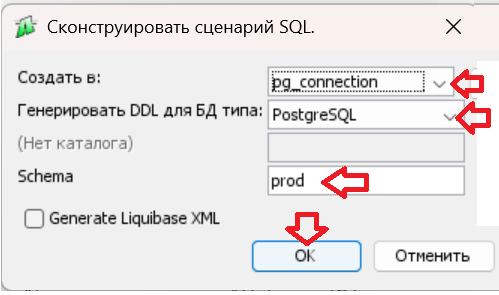 Сконструировать сценарий SQL.
Создать в: pg_connection
Генерировать DDL для БД типа: PostgreSQL
(Нет каталога)
Schema prod
Generate Liquibase XML
OK Отменить